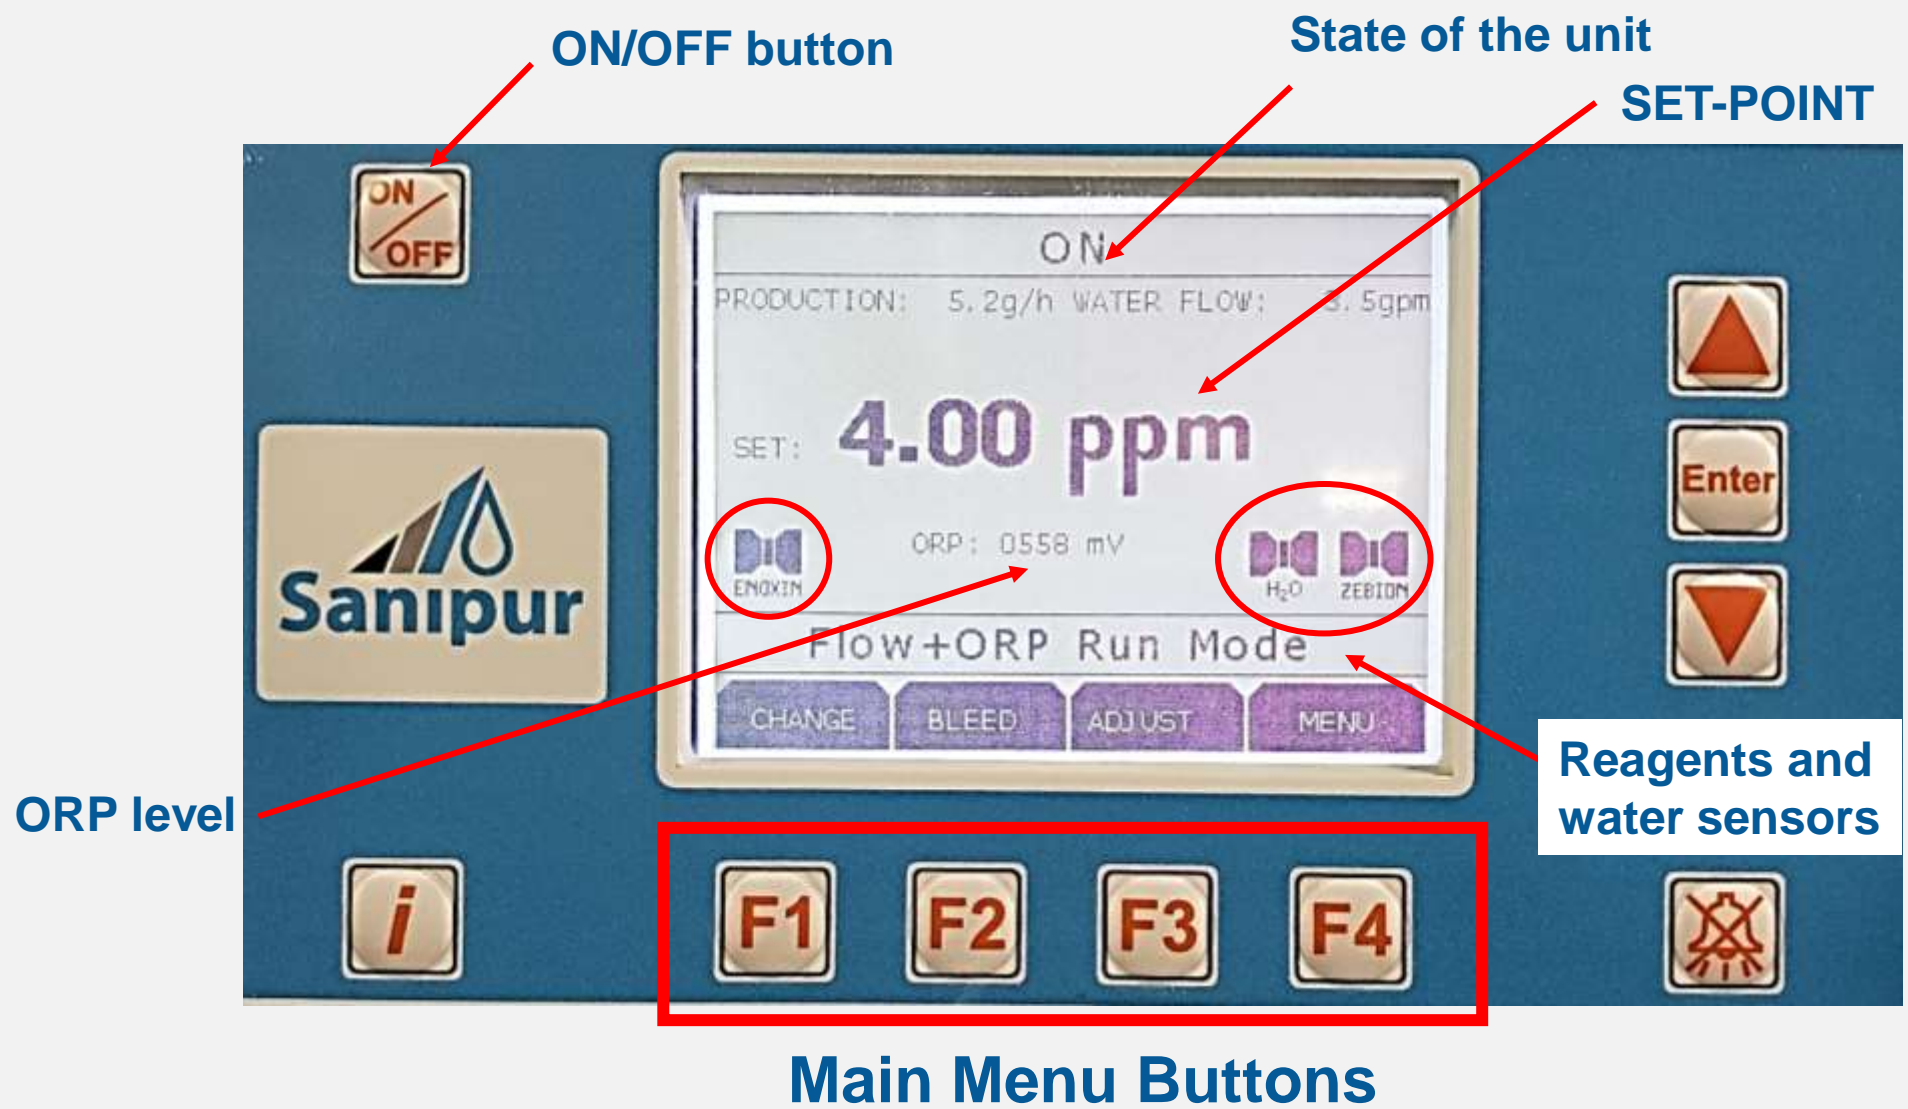 ON/OFF button
State of the unit
SET-POINT
ON
OFF
ON
PRODUCTION: 5.2g/h WATER FLOW: 3.5gpm
SET: 4.00 ppm
Enter
ORP: 0558 mV
ENOXIN
H₂O
ZEBION
Sanipur
Flow+ORP Run Mode
CHANGE
BLEED
ADJUST
MENU
Reagents and
water sensors
ORP level
i
F1
F2
F3
F4
Main Menu Buttons